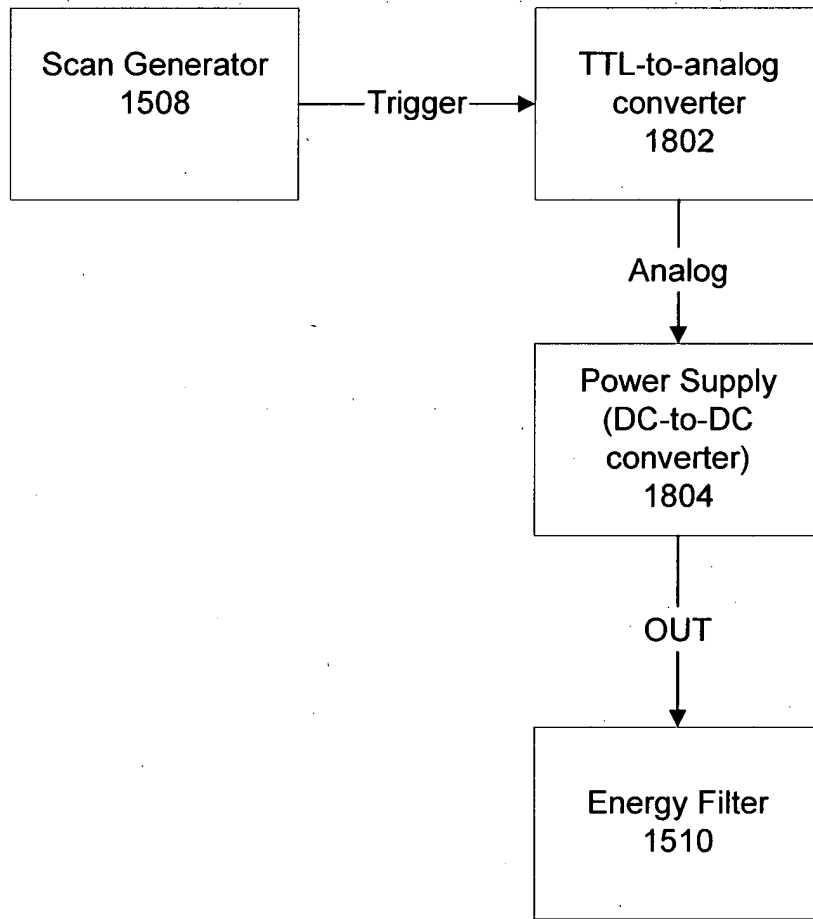 Scan Generator
1508
Trigger
TTL-to-analog
converter
1802
Analog
Power Supply
(DC-to-DC
converter)
1804
OUT
Energy Filter
1510